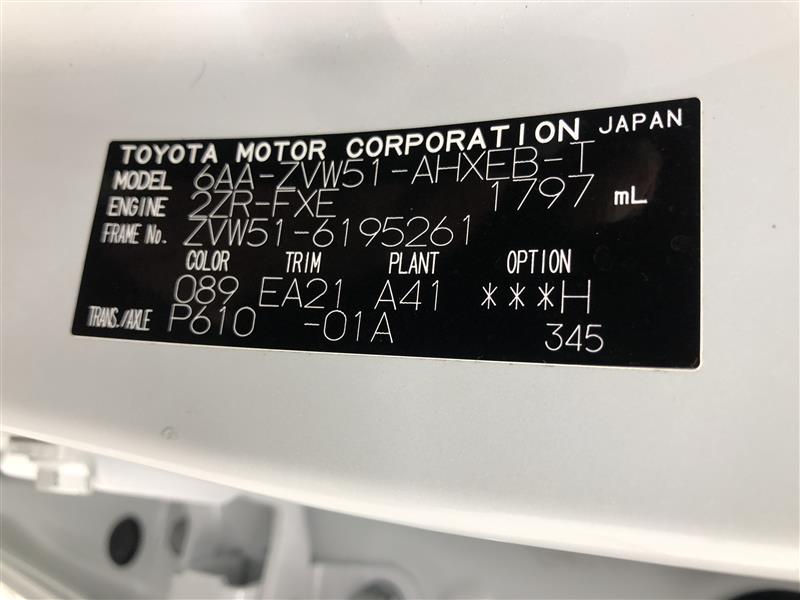 TOYOTA MOTOR CORPORATION JAPAN
MODEL 6AA-ZVW51-AHXEB-T
ENGINE 2ZR-FXE 1797 mL
FRAME No. ZVW51-6195261
COLOR TRIM PLANT OPTION
089 EA21 A41 ***H
TRANS./AXLE P610 -01A 345